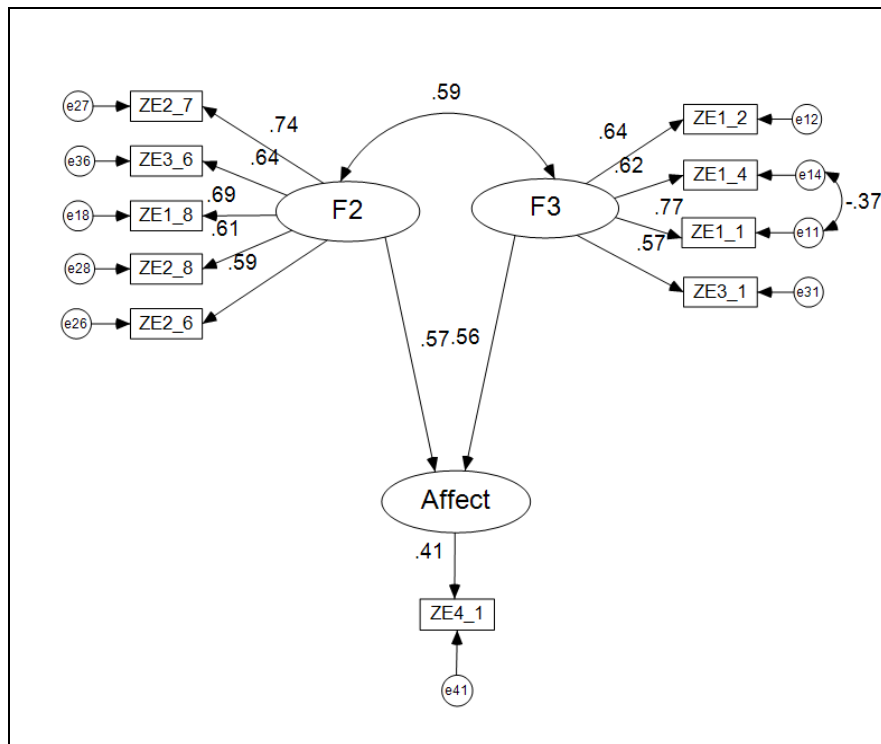 .59
e27 ZE2_7 .74 .64 ZE1_2 e12
e36 ZE3_6 .64 .62 ZE1_4 e14
e18 ZE1_8 .69 F2 F3 .77 ZE1_1 e11 -.37
.61 .57
e28 ZE2_8 .59 ZE3_1 e31
e26 ZE2_6
.57 .56
Affect
.41
ZE4_1
e41